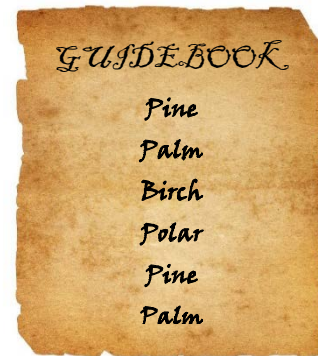 GUIDEBOOK
Pine
Palm
Birch
Polar
Pine
Palm